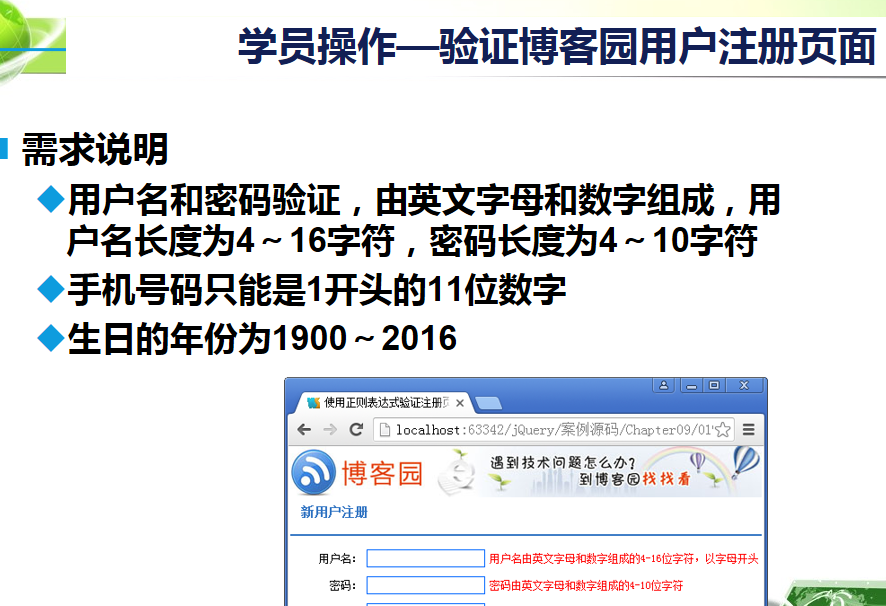 学员操作—验证博客园用户注册页面
需求说明
用户名和密码验证，由英文字母和数字组成，用
户名长度为4～16字符，密码长度为4～10字符
手机号码只能是1开头的11位数字
生日的年份为1900～2016
使用正则表达式验证注册页
localhost:63342/jQuery/案例源码/Chapter09/01
博客园
遇到技术问题怎么办?
到博客园找找看
新用户注册
用户名: 用户名由英文字母和数字组成的4-16位字符，以字母开头
密码: 密码由英文字母和数字组成的4-10位字符